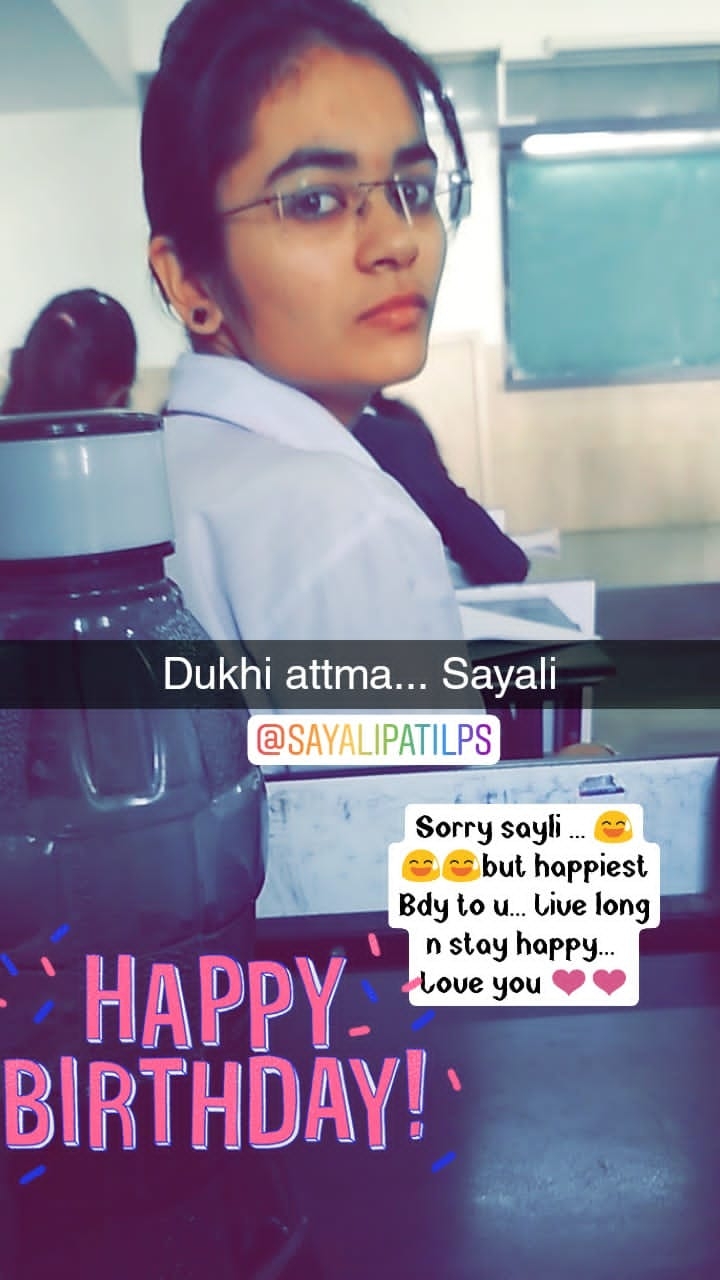 Dukhi attma... Sayali
@SAYALIPATILPS
Sorry sayli ... 😅
😅😅but happiest
Bdy to u... Live long
n stay happy...
Love you ❤❤
HAPPY
BIRTHDAY!